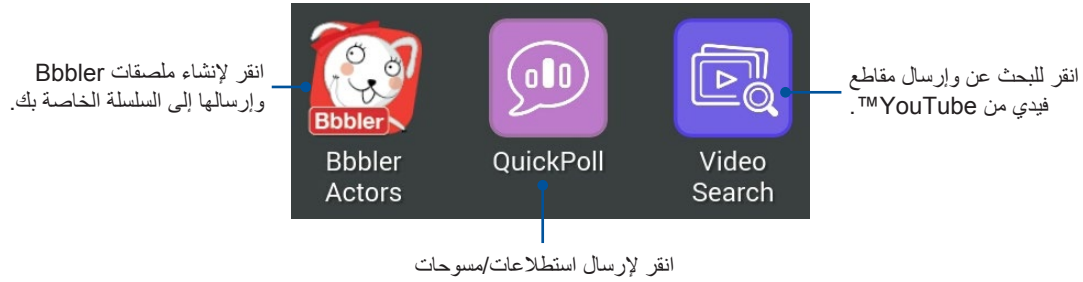 انقر لإنشاء ملصقات Bbbler
وإرسالها إلى السلسلة الخاصة بك.
انقر للبحث عن وإرسال مقاطع
فيدي من YouTube™.
Bbbler
Bbbler
Actors
QuickPoll
Video
Search
انقر لإرسال استطلاعات/مسوحات